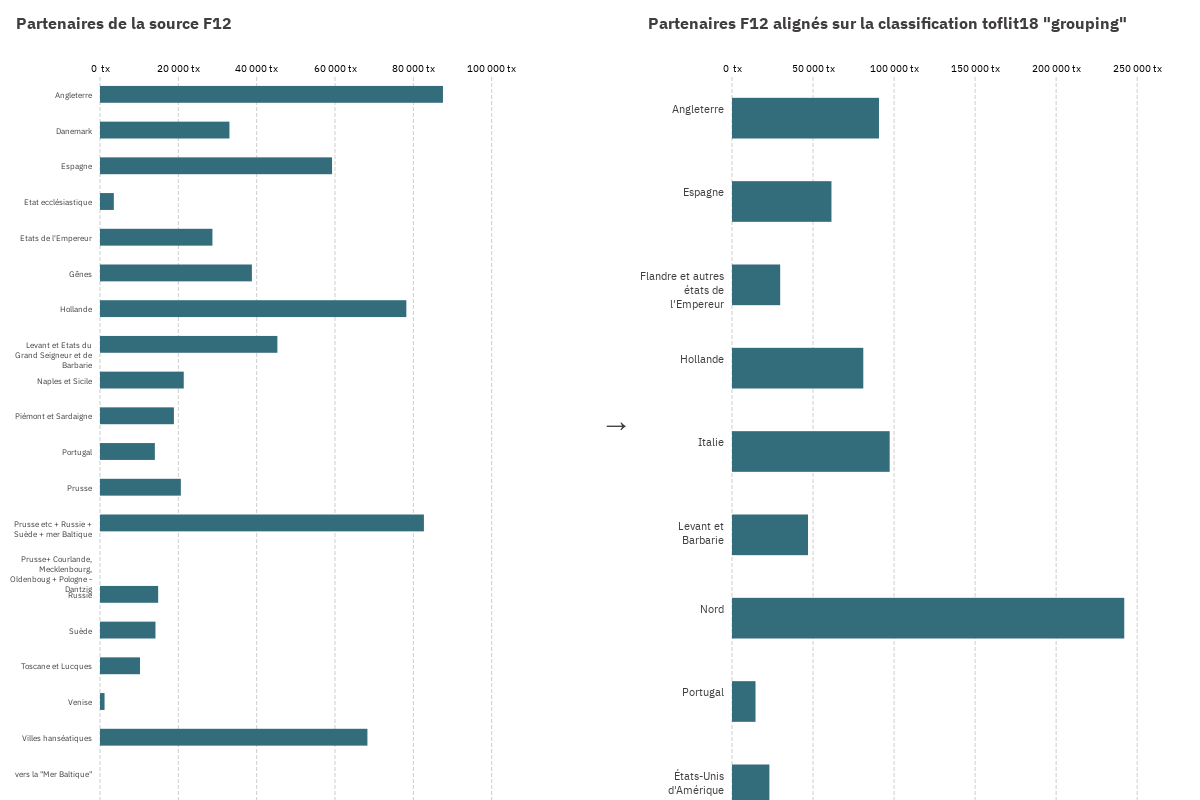 Partenaires de la source F12
0 tx
20 000 tx
40 000 tx
60 000 tx
80 000 tx
100 000 tx
Angleterre
Danemark
Espagne
Etat ecclésiastique
Etats de l'Empereur
Gênes
Hollande
Levant et Etats du
Grand Seigneur et de
Barbarie
Naples et Sicile
Piémont et Sardaigne
Portugal
Prusse
Prusse etc + Russie +
Suède + mer Baltique
Prusse+ Courlande,
Mecklenbourg,
Oldenboug + Pologne -
Dantzig
Russie
Suède
Toscane et Lucques
Venise
Villes hanséatiques
vers la "Mer Baltique"
→
Partenaires F12 alignés sur la classification toflit18 "grouping"
0 tx
50 000 tx
100 000 tx
150 000 tx
200 000 tx
250 000 tx
Angleterre
Espagne
Flandre et autres
états de
l'Empereur
Hollande
Italie
Levant et
Barbarie
Nord
Portugal
États-Unis
d'Amérique